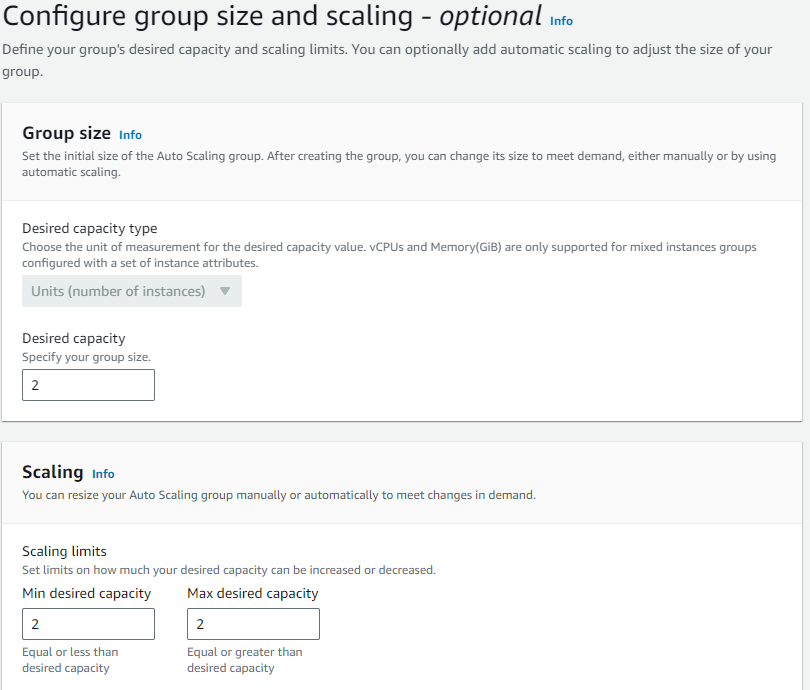 Configure group size and scaling - optional Info
Define your group's desired capacity and scaling limits. You can optionally add automatic scaling to adjust the size of your
group.
Group size Info
Set the initial size of the Auto Scaling group. After creating the group, you can change its size to meet demand, either manually or by using
automatic scaling.
Desired capacity type
Choose the unit of measurement for the desired capacity value. vCPUs and Memory(GiB) are only supported for mixed instances groups
configured with a set of instance attributes.
Units (number of instances)
Desired capacity
Specify your group size.
2
Scaling Info
You can resize your Auto Scaling group manually or automatically to meet changes in demand.
Scaling limits
Set limits on how much your desired capacity can be increased or decreased.
Min desired capacity Max desired capacity
2 2
Equal or less than Equal or greater than
desired capacity desired capacity